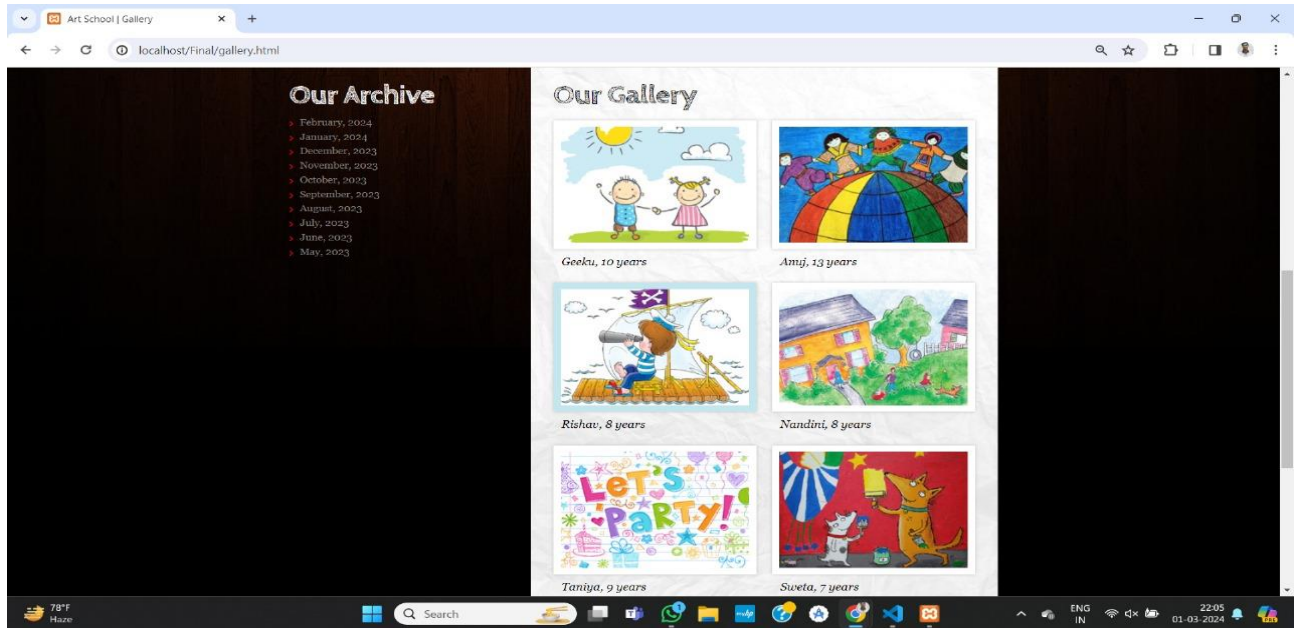 Art School | Gallery
localhost/Final/gallery.html
Our Archive
February, 2024
January, 2024
December, 2023
November, 2023
October, 2023
September, 2023
August, 2023
July, 2023
June, 2023
May, 2023
Our Gallery
Geeku, 10 years
Anuj, 13 years
Rishav, 8 years
Nandini, 8 years
LET'S
PARTY!
Taniya, 9 years
Sweta, 7 years
78°F
Haze
Search
ENG
IN
22:05
01-03-2024